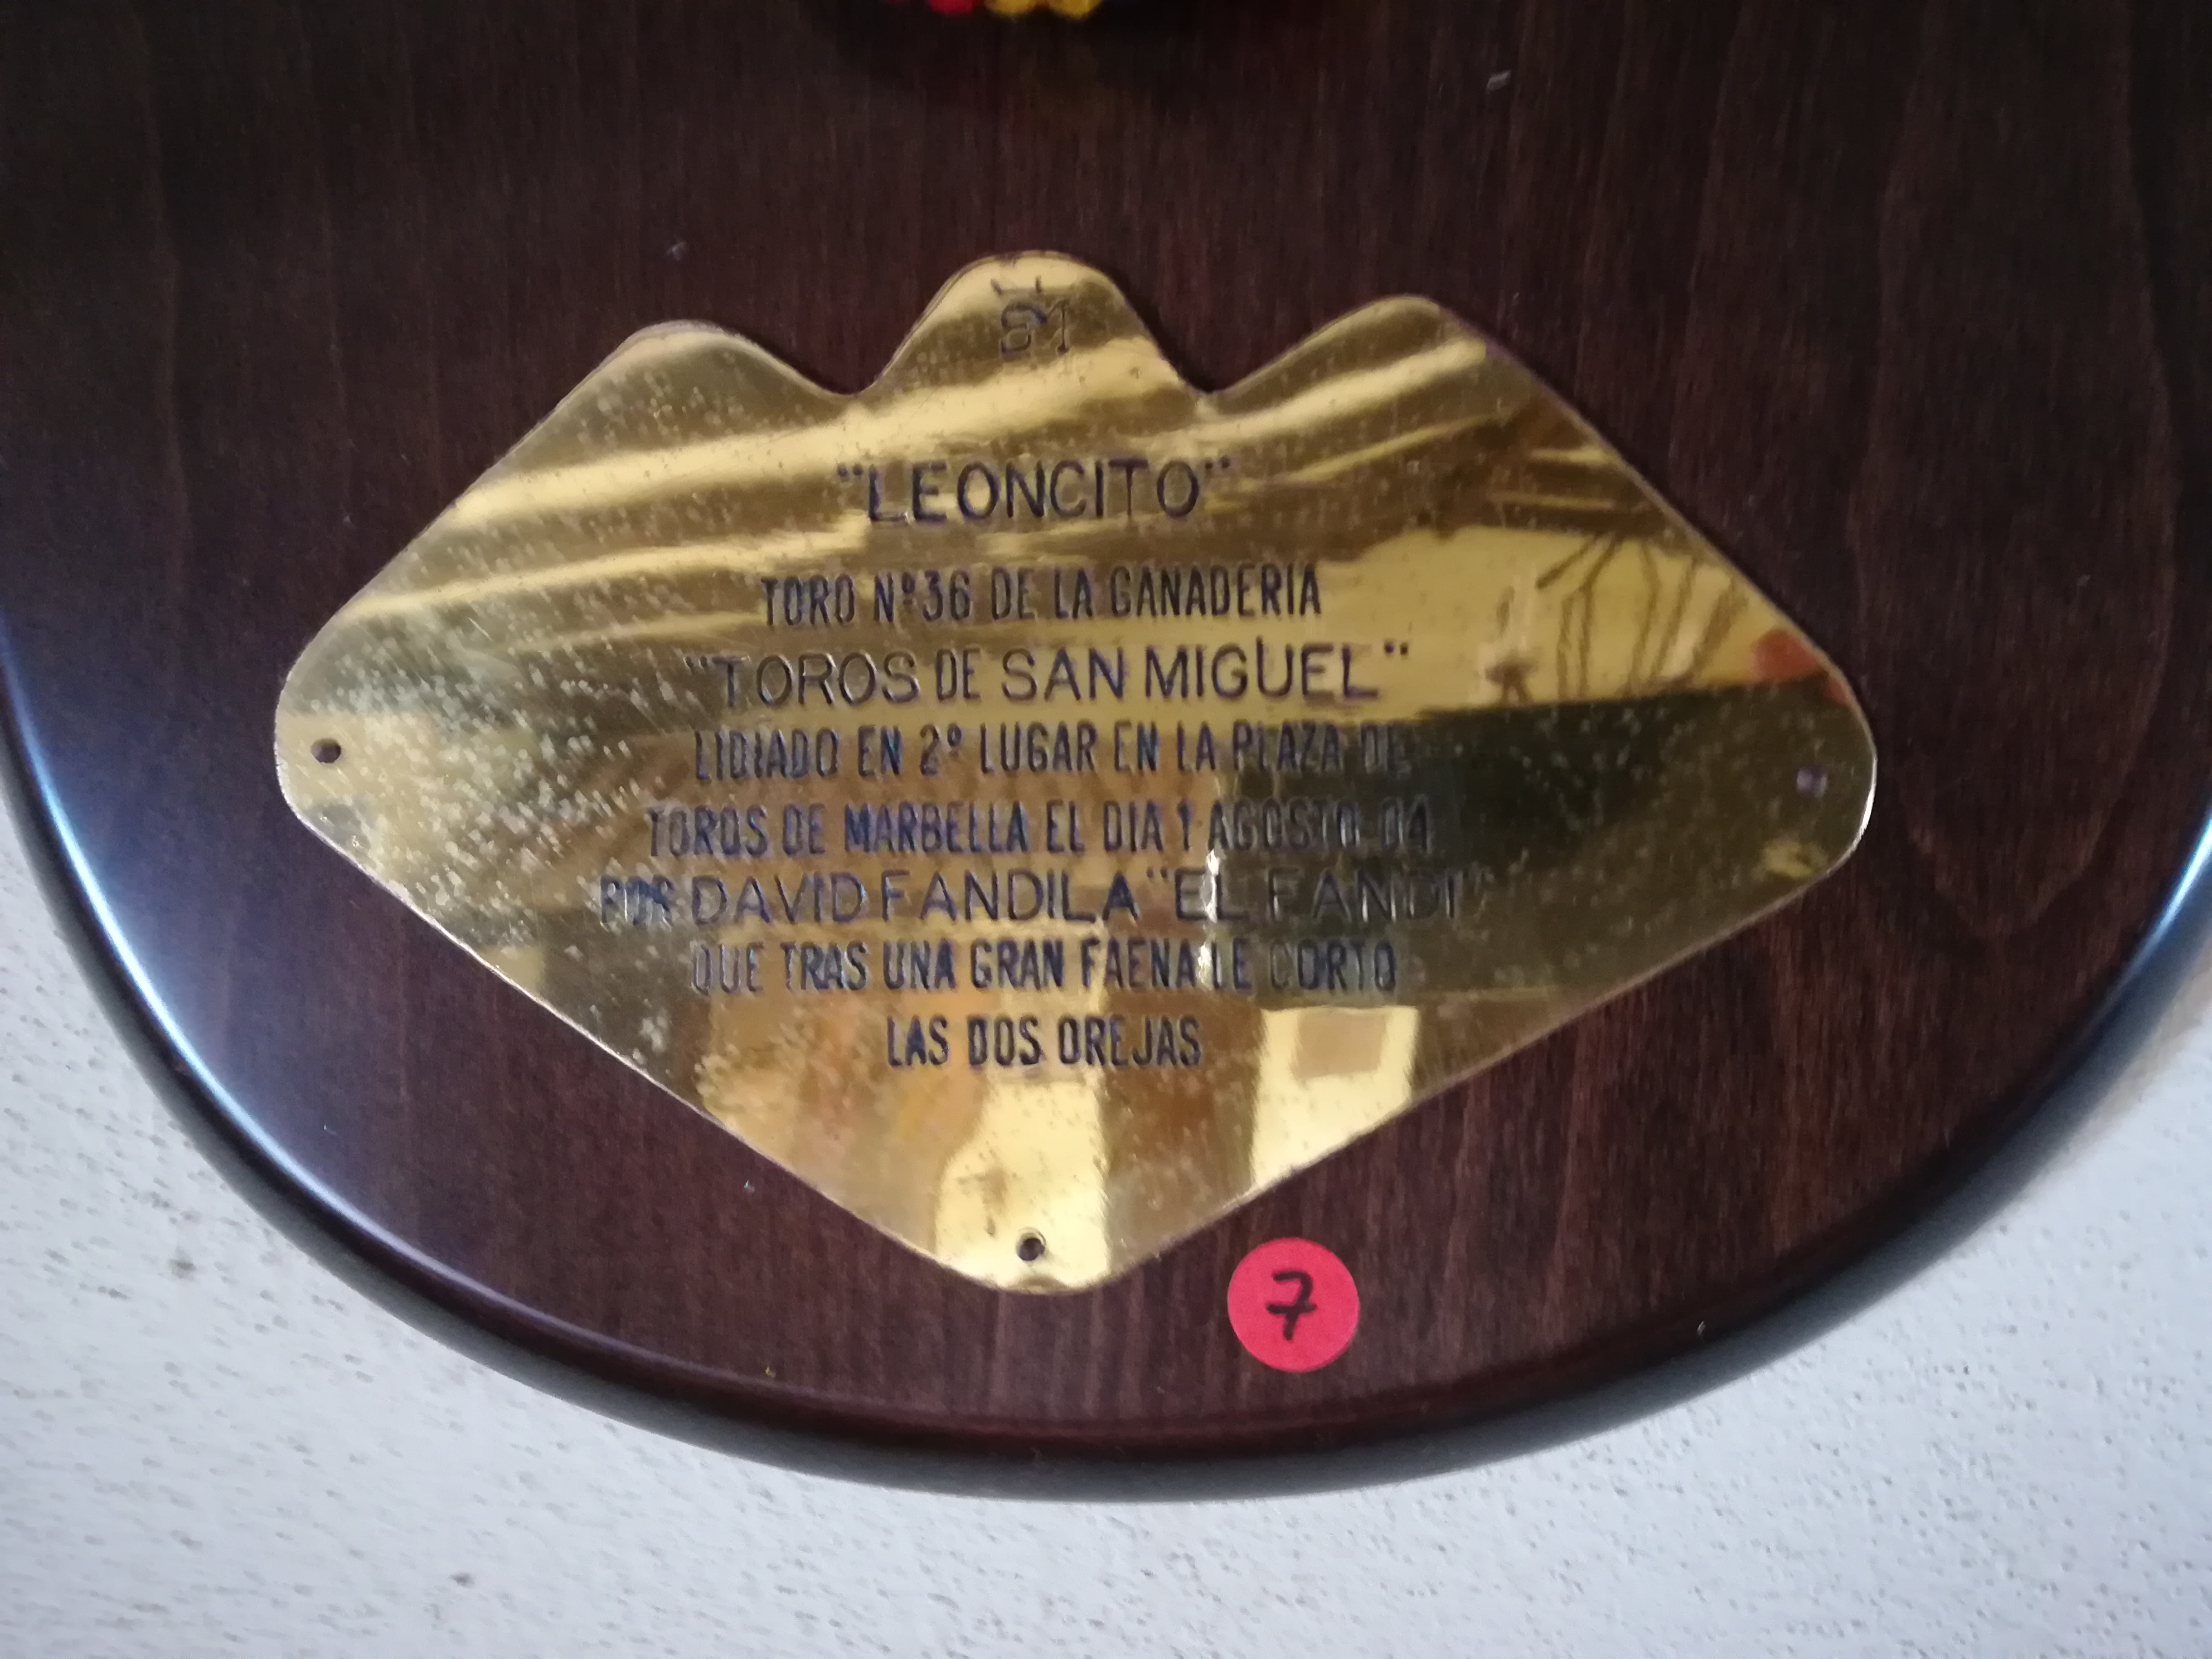 "LEONCITO"
TORO Nº36 DE LA GANADERIA
"TOROS DE SAN MIGUEL"
LIDIADO EN 2º LUGAR EN LA PLAZA DE
TOROS DE MARBELLA EL DIA 1 AGOSTO-04
POR DAVID FANDILA "EL FANDI"
QUE TRAS UNA GRAN FAENA LE CORTO
LAS DOS OREJAS
7